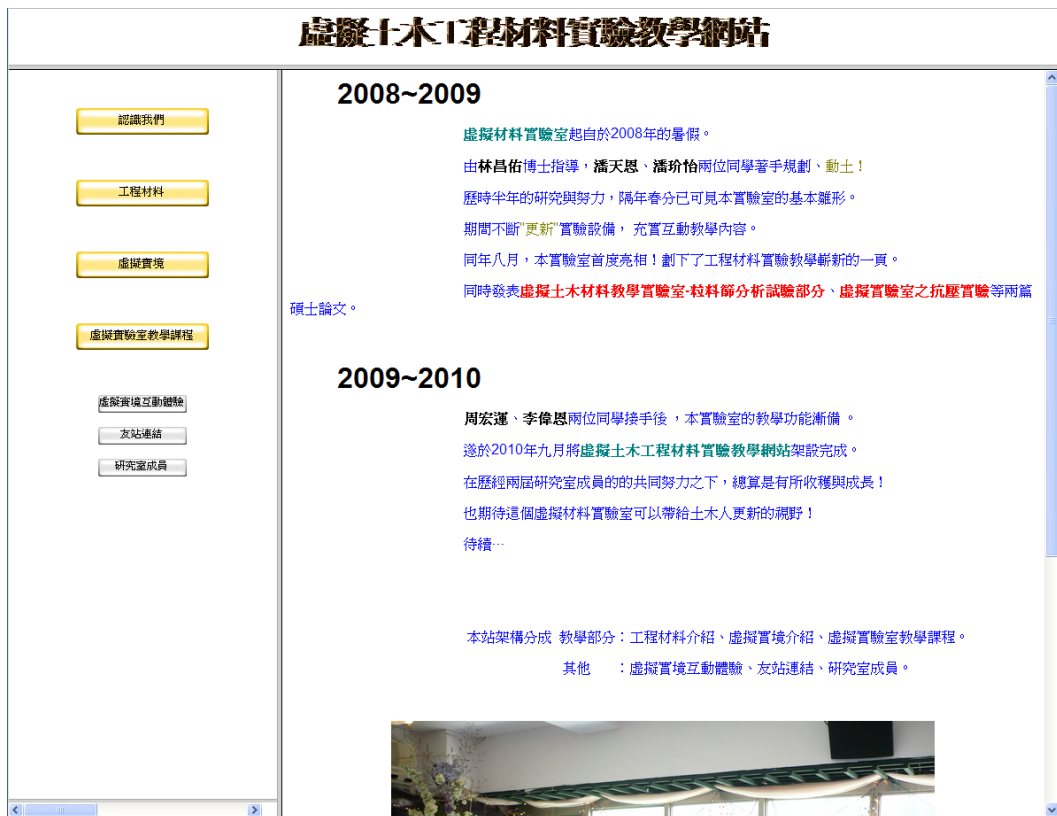 虛擬土木工程材料實驗教學網站
認識我們
工程材料
虛擬實境
虛擬實驗室教學課程
虛擬實境互動體驗
友站連結
研究室成員
2008~2009
虛擬材料實驗室起自於2008年的暑假。
由林昌佑博士指導，潘天恩、潘玠怡兩位同學著手規劃、動土！
歷時半年的研究與努力，隔年春分已可見本實驗室的基本雛形。
期間不斷"更新"實驗設備， 充實互動教學內容。
同年八月，本實驗室首度亮相！劃下了工程材料實驗教學嶄新的一頁。
同時發表虛擬土木材料教學實驗室-粒料篩分析試驗部分、虛擬實驗室之抗壓實驗等兩篇
碩士論文。
2009~2010
周宏運、李偉恩兩位同學接手後 ，本實驗室的教學功能漸備 。
遂於2010年九月將虛擬土木工程材料實驗教學網站架設完成。
在歷經兩屆研究室成員的的共同努力之下，總算是有所收穫與成長！
也期待這個虛擬材料實驗室可以帶給土木人更新的視野！
待續…
本站架構分成 教學部分：工程材料介紹、虛擬實境介紹、虛擬實驗室教學課程。
其他 ：虛擬實境互動體驗、友站連結、研究室成員。